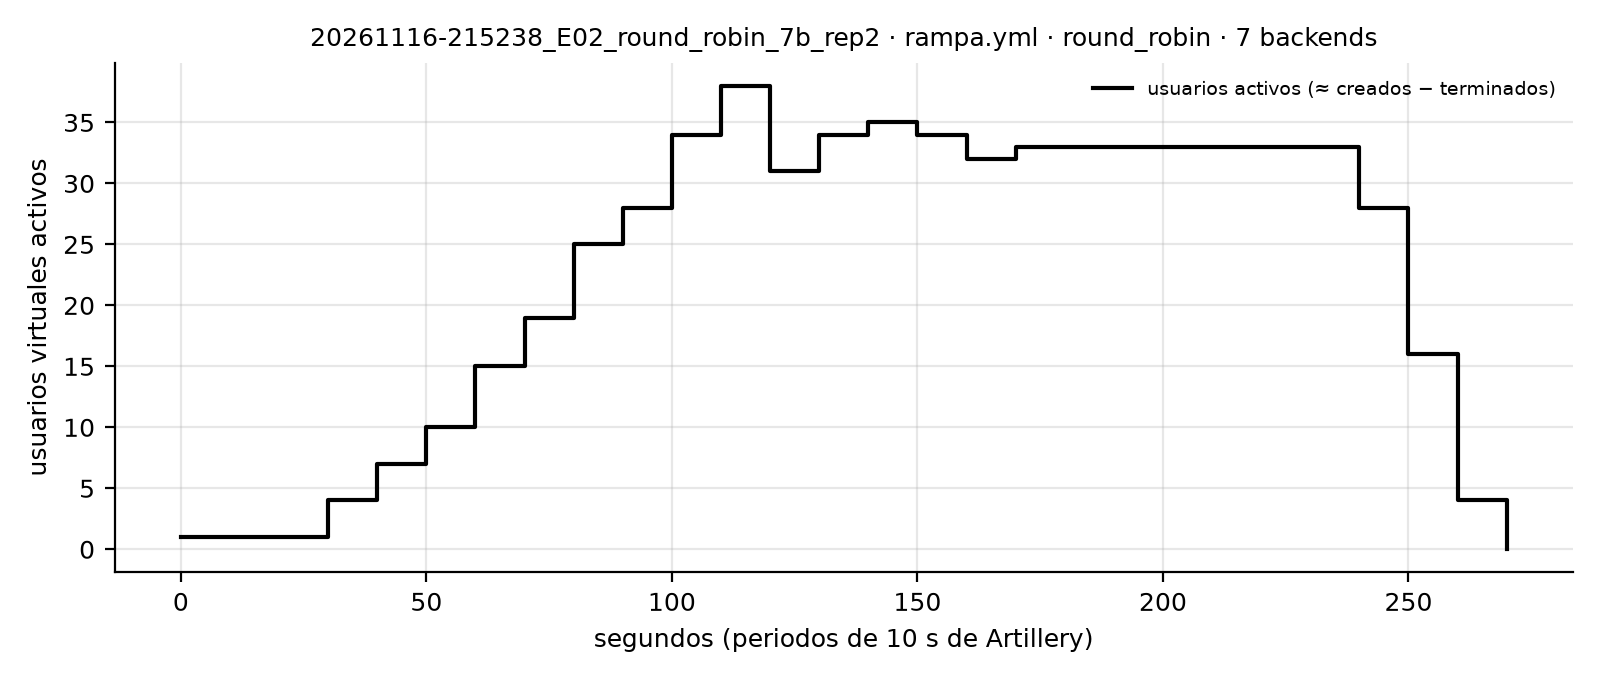 20261116-215238_E02_round_robin_7b_rep2 · rampa.yml · round_robin · 7 backends
usuarios activos (≈ creados − terminados)
usuarios virtuales activos
35
30
25
20
15
10
5
0
0 50 100 150 200 250
segundos (periodos de 10 s de Artillery)